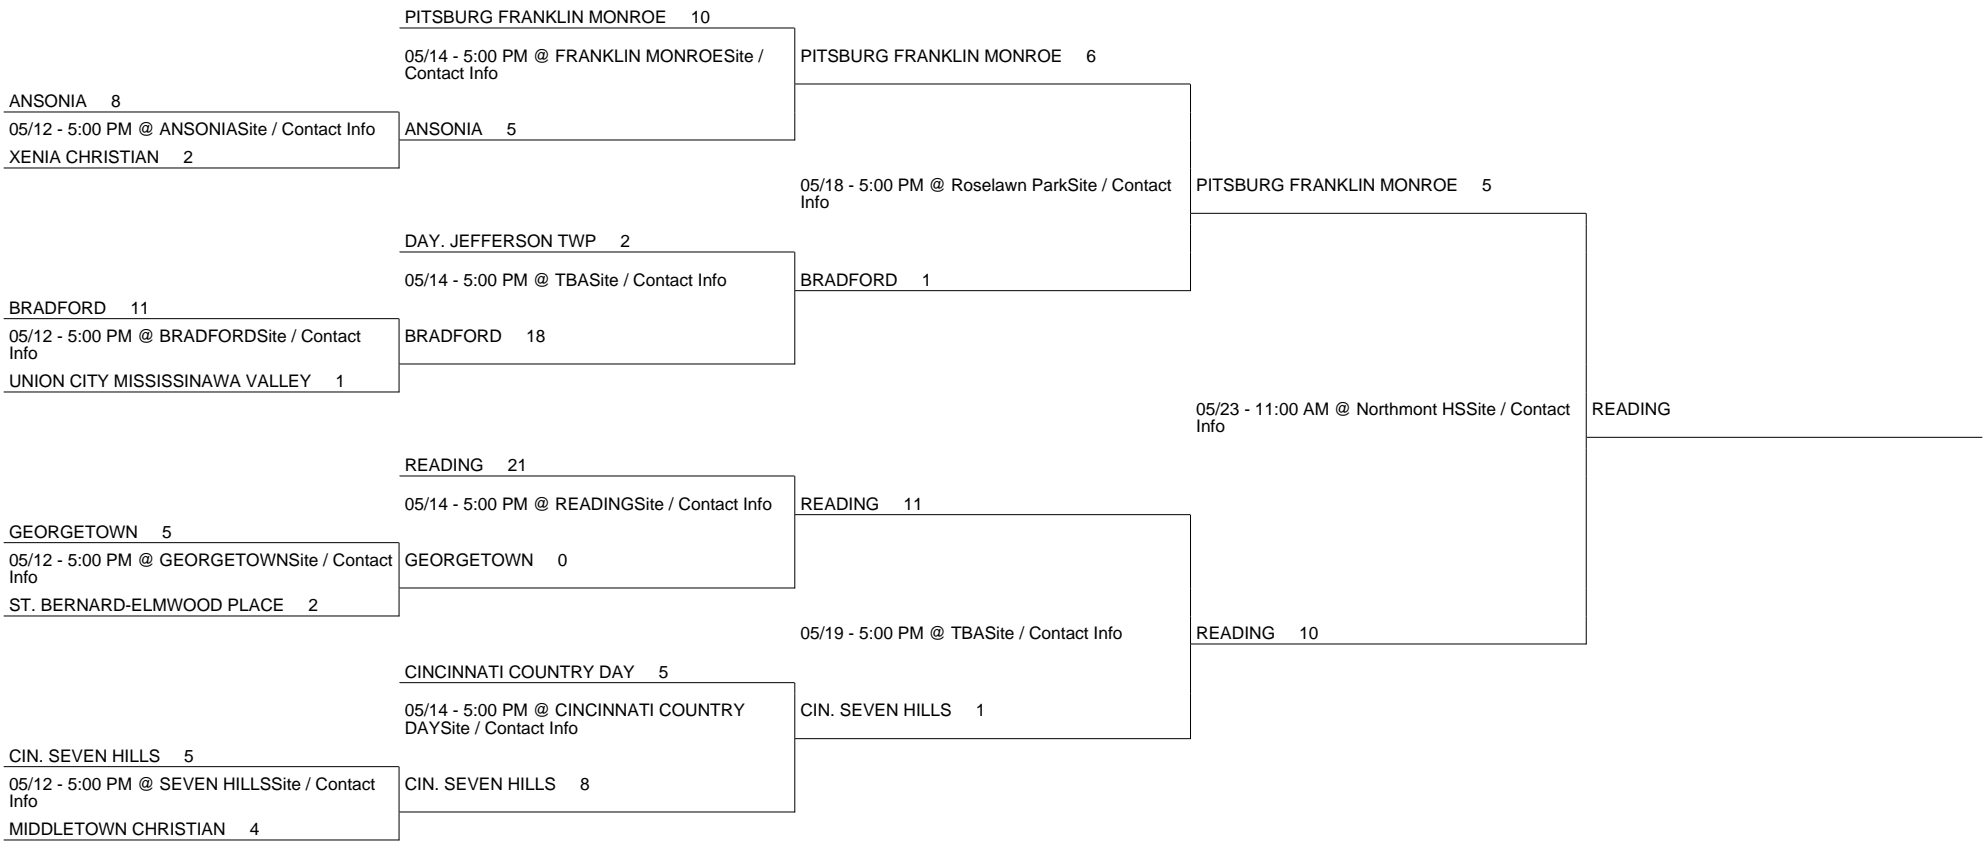 PITSBURG FRANKLIN MONROE 10
05/14 - 5:00 PM @ FRANKLIN MONROESite /
Contact Info
PITSBURG FRANKLIN MONROE 6
ANSONIA 8
05/12 - 5:00 PM @ ANSONIASite / Contact Info
ANSONIA 5
XENIA CHRISTIAN 2
05/18 - 5:00 PM @ Roselawn ParkSite / Contact
Info
PITSBURG FRANKLIN MONROE 5
DAY. JEFFERSON TWP 2
05/14 - 5:00 PM @ TBASite / Contact Info
BRADFORD 1
BRADFORD 11
05/12 - 5:00 PM @ BRADFORDSite / Contact
Info
BRADFORD 18
UNION CITY MISSISSINAWA VALLEY 1
05/23 - 11:00 AM @ Northmont HSSite / Contact
Info
READING
READING 21
05/14 - 5:00 PM @ READINGSite / Contact Info
READING 11
GEORGETOWN 5
05/12 - 5:00 PM @ GEORGETOWNSite / Contact
Info
GEORGETOWN 0
ST. BERNARD-ELMWOOD PLACE 2
05/19 - 5:00 PM @ TBASite / Contact Info
READING 10
CINCINNATI COUNTRY DAY 5
05/14 - 5:00 PM @ CINCINNATI COUNTRY
DAYSite / Contact Info
CIN. SEVEN HILLS 1
CIN. SEVEN HILLS 5
05/12 - 5:00 PM @ SEVEN HILLSSite / Contact
Info
CIN. SEVEN HILLS 8
MIDDLETOWN CHRISTIAN 4